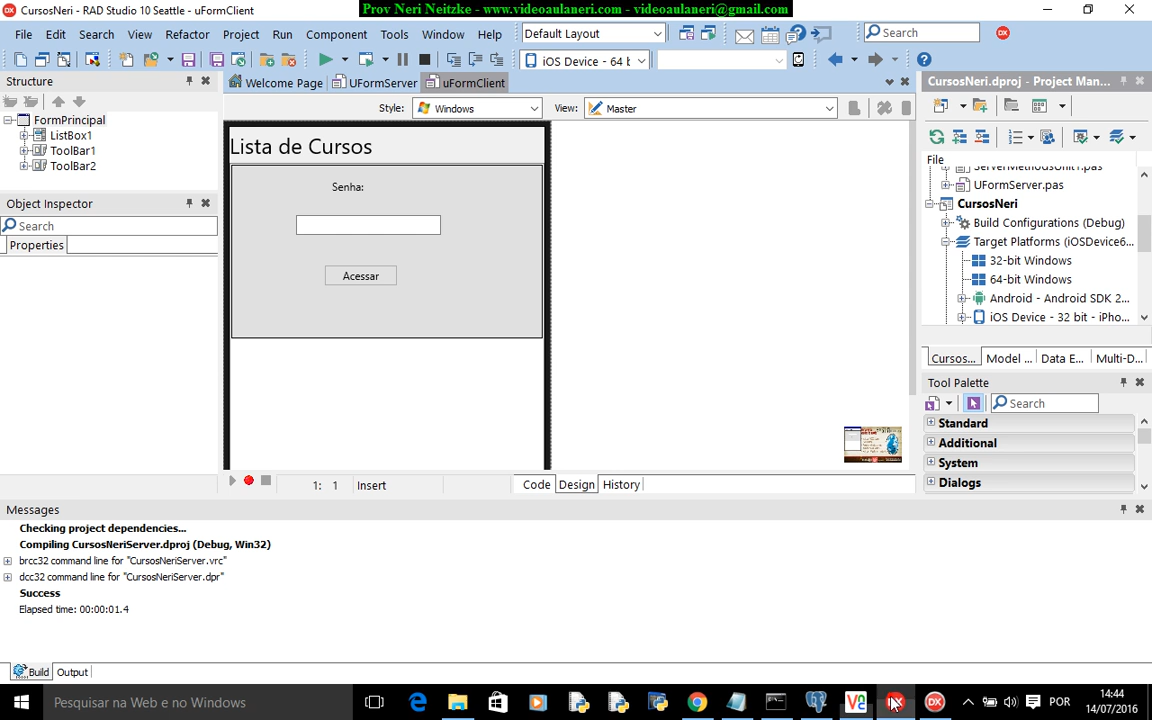 CursosNeri - RAD Studio 10 Seattle - uFormClient
Prov Neri Neitzke - www.videoaulaneri.com - videoaulaneri@gmail.com
File Edit Search View Refactor Project Run Component Tools Window Help
Default Layout
Search
iOS Device - 64 b
Structure
Welcome Page
UFormServer
uFormClient
Style:
Windows
View:
Master
FormPrincipal
ListBox1
ToolBar1
ToolBar2
Object Inspector
Search
Properties
Lista de Cursos
Senha:
Acessar
1: 1
Insert
Code
Design
History
CursosNeri.dproj - Project Man...
File
UFormServer.pas
CursosNeri
Build Configurations (Debug)
Target Platforms (iOSDevice6...
32-bit Windows
64-bit Windows
Android - Android SDK 2...
iOS Device - 32 bit - iPho...
Cursos...
Model ...
Data E...
Multi-D...
Tool Palette
Search
Standard
Additional
System
Dialogs
Messages
Checking project dependencies...
Compiling CursosNeriServer.dproj (Debug, Win32)
brcc32 command line for "CursosNeriServer.vrc"
dcc32 command line for "CursosNeriServer.dpr"
Success
Elapsed time: 00:00:01.4
Build
Output
Pesquisar na Web e no Windows
POR
14:44
14/07/2016